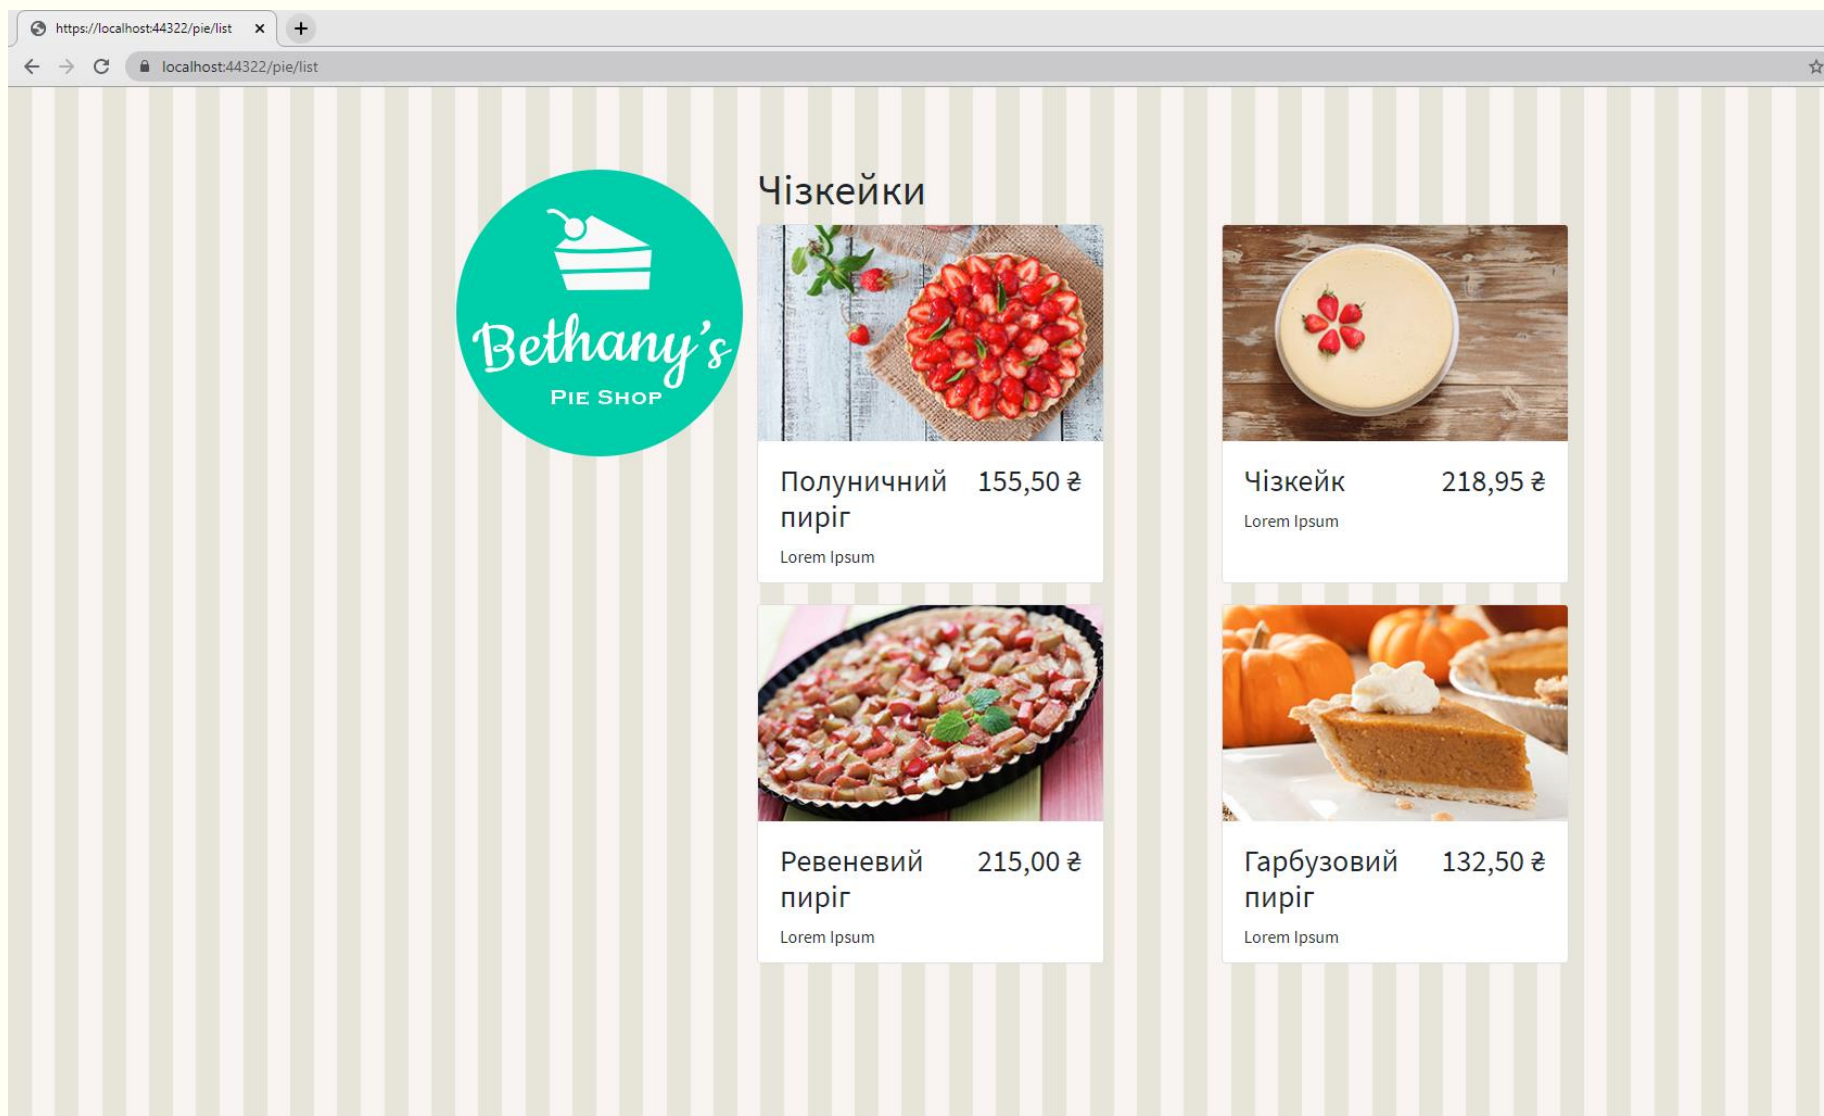 https://localhost:44322/pie/list
localhost:44322/pie/list
Bethany's
PIE SHOP
Чізкейки
Полуничний пиріг 155,50 ₴
Lorem Ipsum
Чізкейк 218,95 ₴
Lorem Ipsum
Ревеневий пиріг 215,00 ₴
Lorem Ipsum
Гарбузовий пиріг 132,50 ₴
Lorem Ipsum